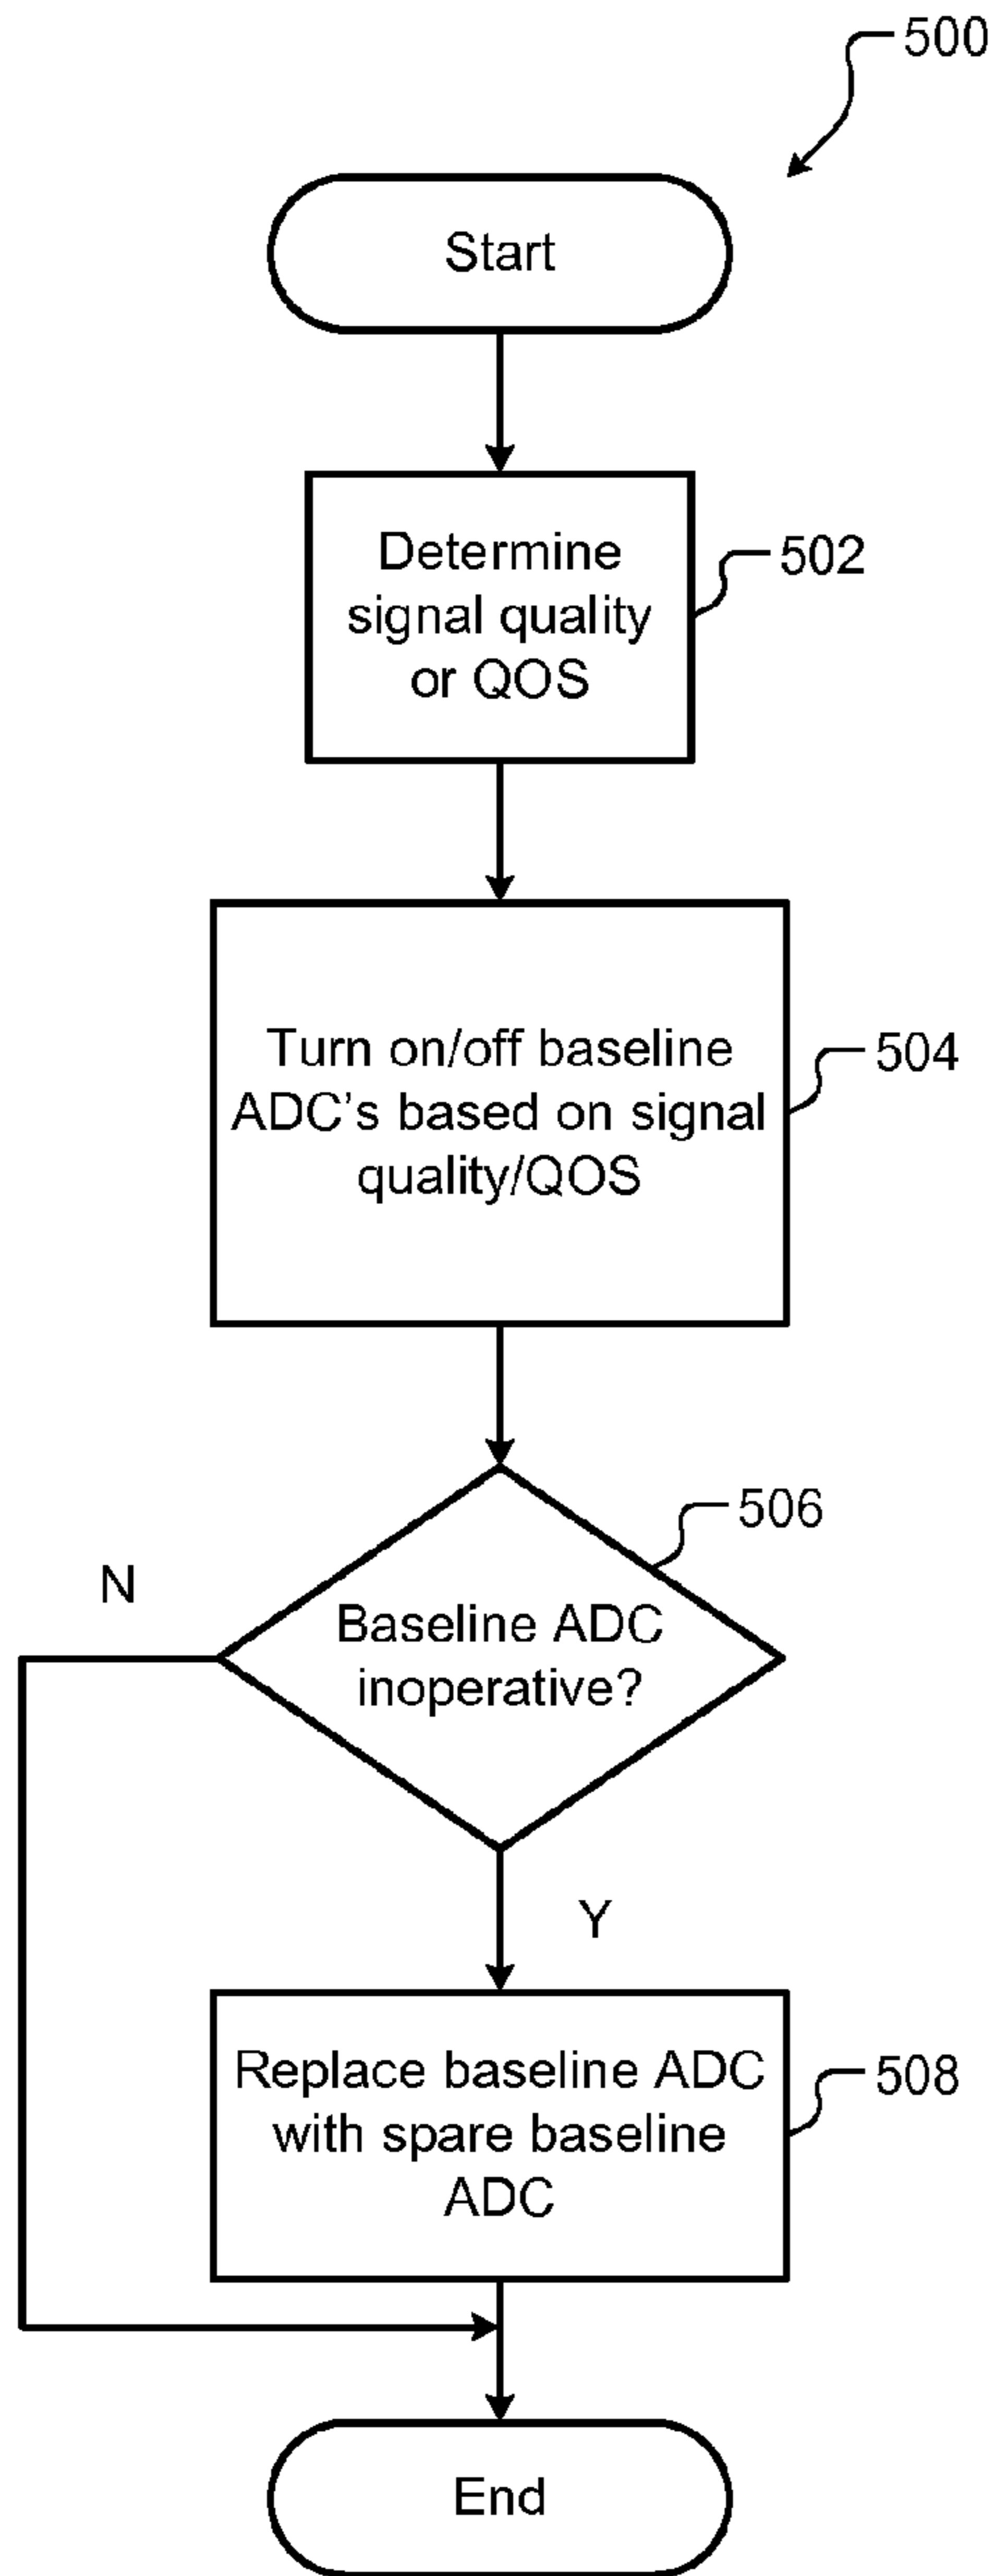 500
Start
Determine
signal quality
or QOS
502
Turn on/off baseline
ADC's based on signal
quality/QOS
504
506
N
Baseline ADC
inoperative?
Y
Replace baseline ADC
with spare baseline
ADC
508
End